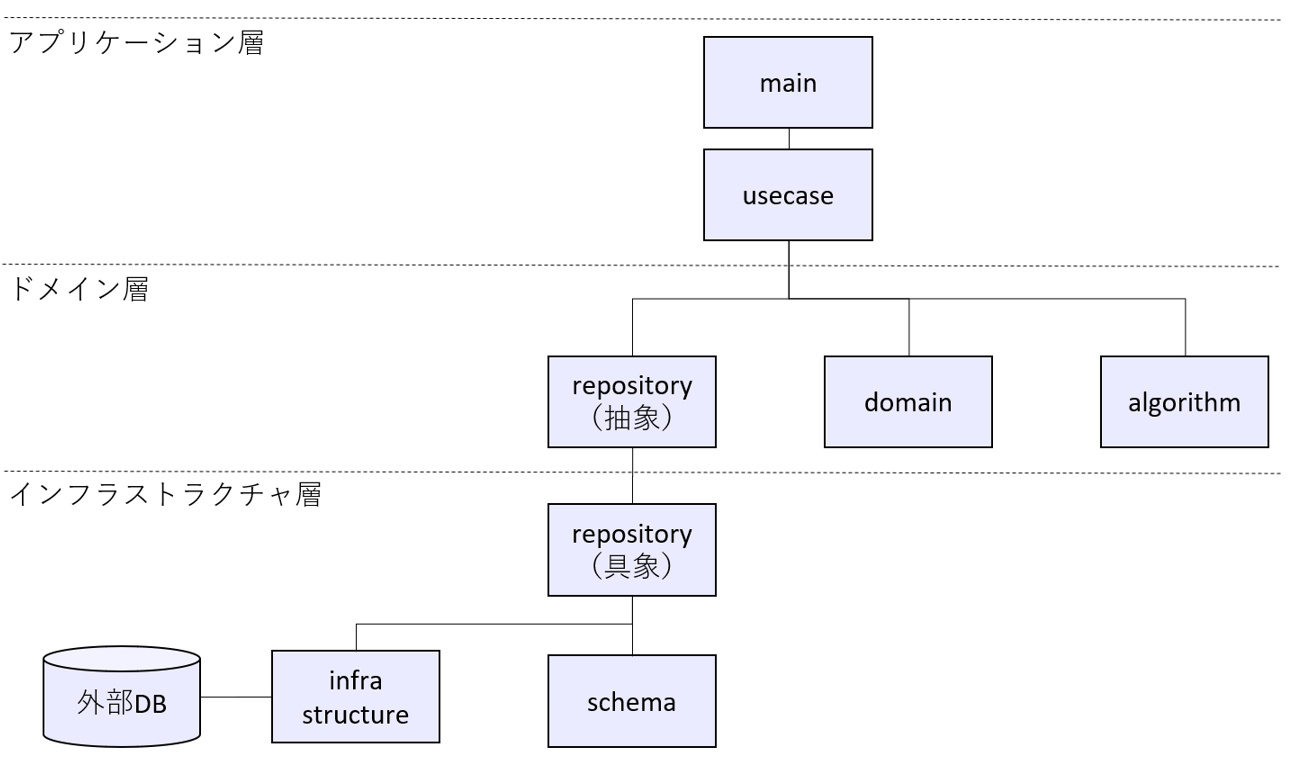 アプリケーション層
main
usecase
ドメイン層
repository
（抽象）
domain
algorithm
インフラストラクチャ層
repository
（具象）
外部DB
infra
structure
schema